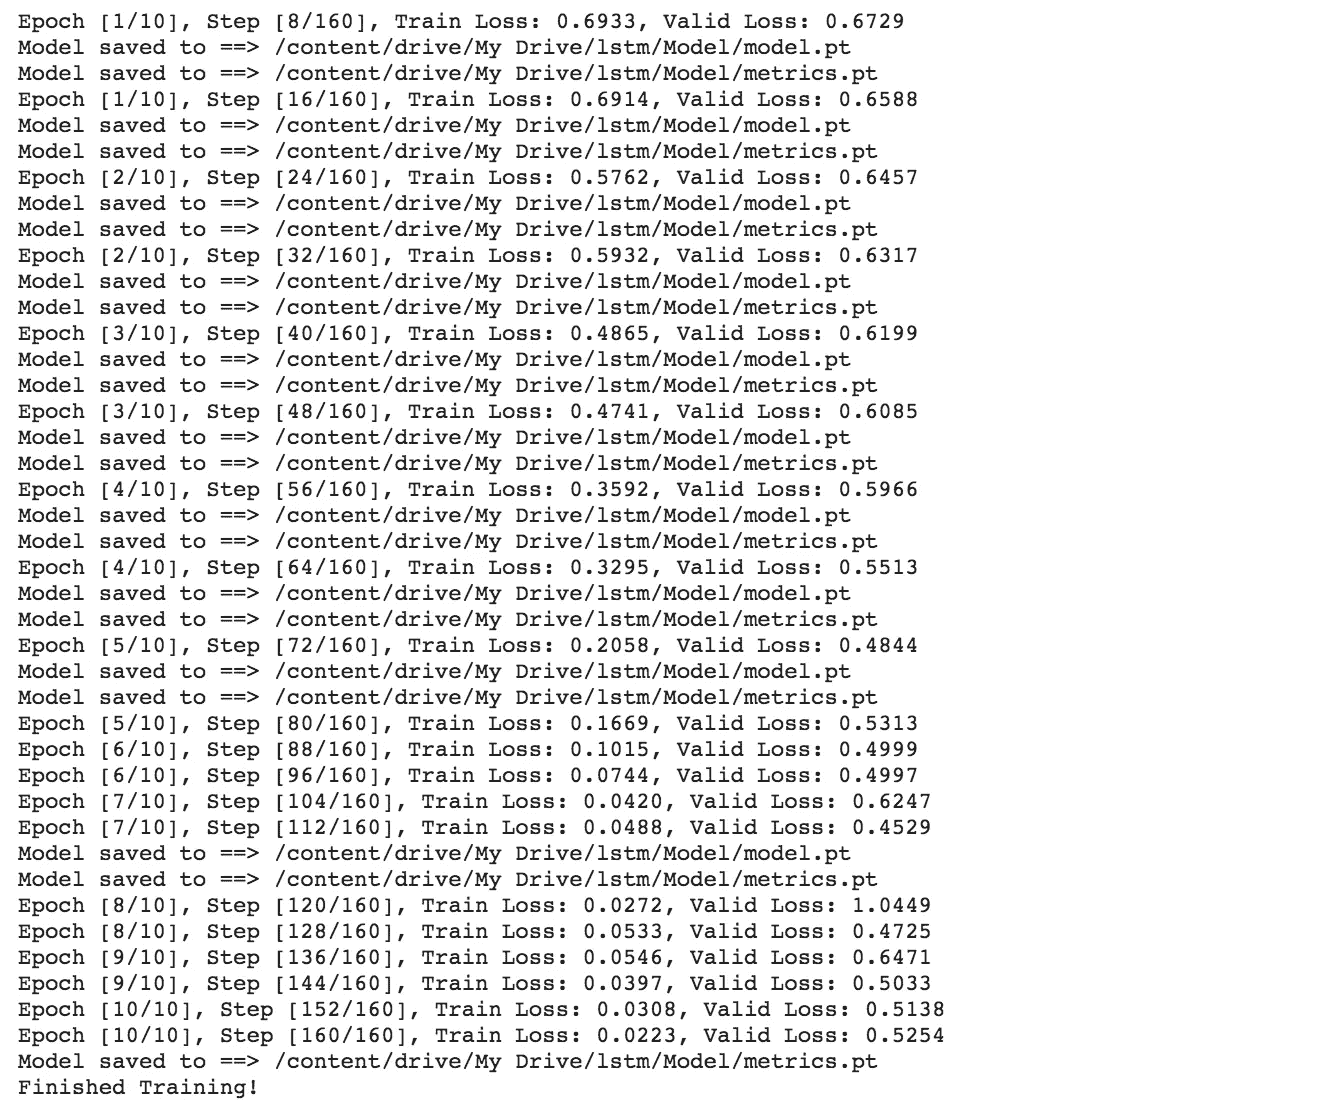 Epoch [1/10], Step [8/160], Train Loss: 0.6933, Valid Loss: 0.6729
Model saved to ==> /content/drive/My Drive/lstm/Model/model.pt
Model saved to ==> /content/drive/My Drive/lstm/Model/metrics.pt
Epoch [1/10], Step [16/160], Train Loss: 0.6914, Valid Loss: 0.6588
Model saved to ==> /content/drive/My Drive/lstm/Model/model.pt
Model saved to ==> /content/drive/My Drive/lstm/Model/metrics.pt
Epoch [2/10], Step [24/160], Train Loss: 0.5762, Valid Loss: 0.6457
Model saved to ==> /content/drive/My Drive/lstm/Model/model.pt
Model saved to ==> /content/drive/My Drive/lstm/Model/metrics.pt
Epoch [2/10], Step [32/160], Train Loss: 0.5932, Valid Loss: 0.6317
Model saved to ==> /content/drive/My Drive/lstm/Model/model.pt
Model saved to ==> /content/drive/My Drive/lstm/Model/metrics.pt
Epoch [3/10], Step [40/160], Train Loss: 0.4865, Valid Loss: 0.6199
Model saved to ==> /content/drive/My Drive/lstm/Model/model.pt
Model saved to ==> /content/drive/My Drive/lstm/Model/metrics.pt
Epoch [3/10], Step [48/160], Train Loss: 0.4741, Valid Loss: 0.6085
Model saved to ==> /content/drive/My Drive/lstm/Model/model.pt
Model saved to ==> /content/drive/My Drive/lstm/Model/metrics.pt
Epoch [4/10], Step [56/160], Train Loss: 0.3592, Valid Loss: 0.5966
Model saved to ==> /content/drive/My Drive/lstm/Model/model.pt
Model saved to ==> /content/drive/My Drive/lstm/Model/metrics.pt
Epoch [4/10], Step [64/160], Train Loss: 0.3295, Valid Loss: 0.5513
Model saved to ==> /content/drive/My Drive/lstm/Model/model.pt
Model saved to ==> /content/drive/My Drive/lstm/Model/metrics.pt
Epoch [5/10], Step [72/160], Train Loss: 0.2058, Valid Loss: 0.4844
Model saved to ==> /content/drive/My Drive/lstm/Model/model.pt
Model saved to ==> /content/drive/My Drive/lstm/Model/metrics.pt
Epoch [5/10], Step [80/160], Train Loss: 0.1669, Valid Loss: 0.5313
Epoch [6/10], Step [88/160], Train Loss: 0.1015, Valid Loss: 0.4999
Epoch [6/10], Step [96/160], Train Loss: 0.0744, Valid Loss: 0.4997
Epoch [7/10], Step [104/160], Train Loss: 0.0420, Valid Loss: 0.6247
Epoch [7/10], Step [112/160], Train Loss: 0.0488, Valid Loss: 0.4529
Model saved to ==> /content/drive/My Drive/lstm/Model/model.pt
Model saved to ==> /content/drive/My Drive/lstm/Model/metrics.pt
Epoch [8/10], Step [120/160], Train Loss: 0.0272, Valid Loss: 1.0449
Epoch [8/10], Step [128/160], Train Loss: 0.0533, Valid Loss: 0.4725
Epoch [9/10], Step [136/160], Train Loss: 0.0546, Valid Loss: 0.6471
Epoch [9/10], Step [144/160], Train Loss: 0.0397, Valid Loss: 0.5033
Epoch [10/10], Step [152/160], Train Loss: 0.0308, Valid Loss: 0.5138
Epoch [10/10], Step [160/160], Train Loss: 0.0223, Valid Loss: 0.5254
Model saved to ==> /content/drive/My Drive/lstm/Model/metrics.pt
Finished Training!